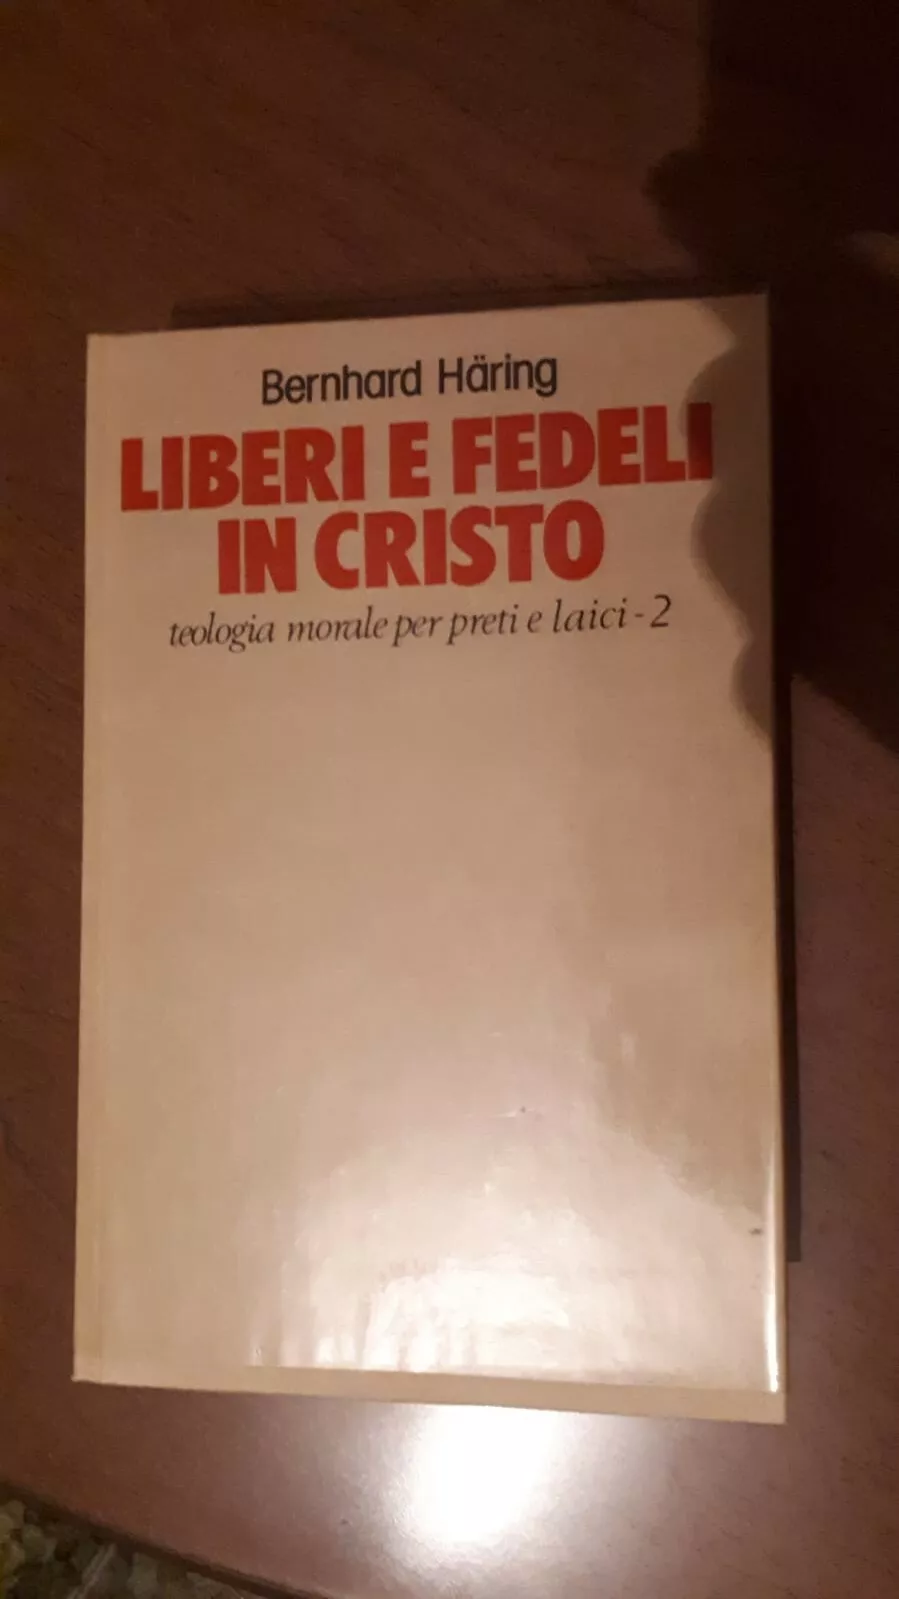 Bernhard Häring
LIBERI E FEDELI
IN CRISTO
teologia morale per preti e laici - 2